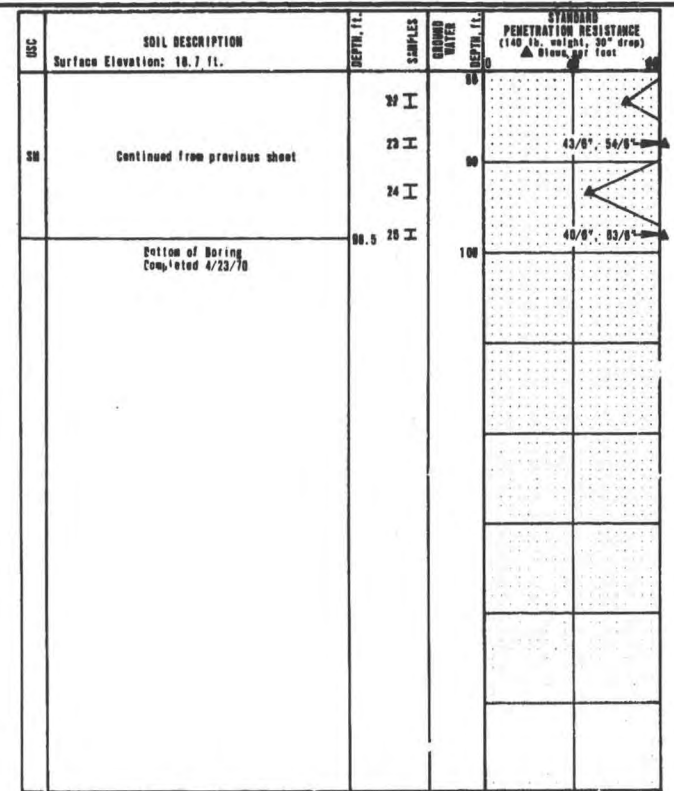 USC
SOIL DESCRIPTION
Surface Elevation: 18.7 ft.
DEPTH, ft.
SAMPLES
GROUND
WATER
DEPTH, ft.
STANDARD
PENETRATION RESISTANCE
(140 lb. weight, 30" drop)
▲ Blows per foot
0
SM
Continued from previous sheet
23
24
25
98.5
Bottom of Boring
Completed 4/23/70
90
100
43/6", 54/6"
40/6", 63/6"